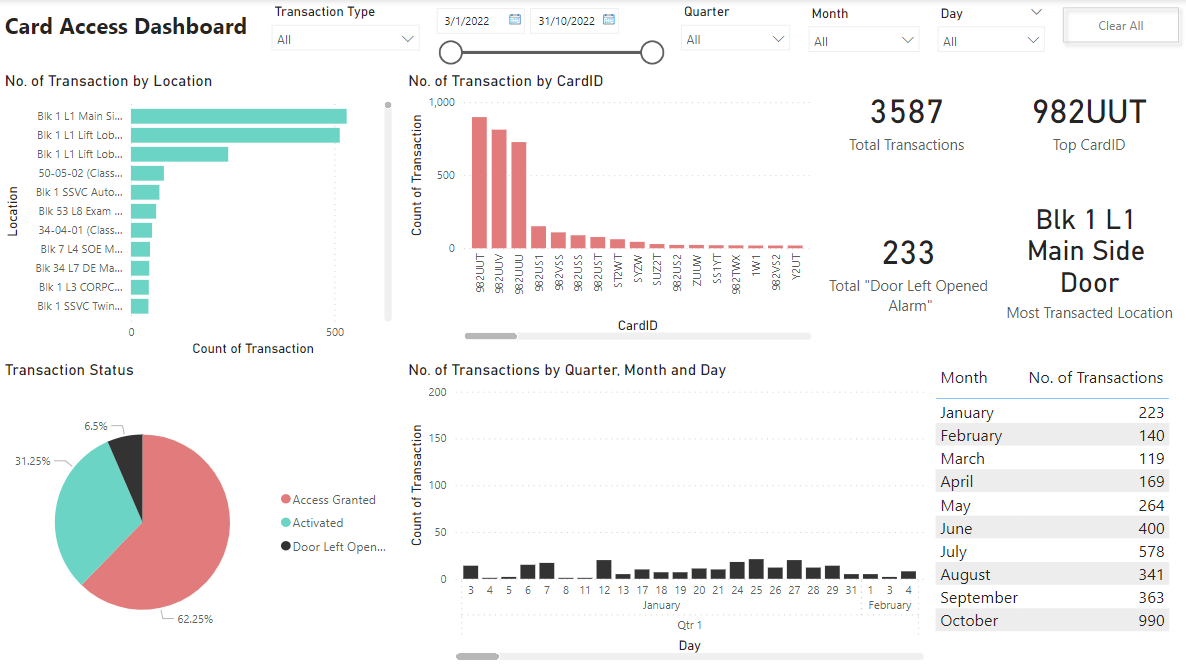 Card Access Dashboard
Transaction Type
All
3/1/2022
31/10/2022
Quarter
All
Month
All
Day
All
Clear All
No. of Transaction by Location
Location
Blk 1 L1 Main Si...
Blk 1 L1 Lift Lob...
Blk 1 L1 Lift Lob...
50-05-02 (Class...
Blk 1 SSVC Auto...
Blk 53 L8 Exam ...
34-04-01 (Class...
Blk 7 L4 SOE M...
Blk 34 L7 DE Ma...
Blk 1 L3 CORPC...
Blk 1 SSVC Twin...
0 500
Count of Transaction
No. of Transaction by CardID
Count of Transaction
1,000
500
0
982UUT
982UUV
982UUU
982US1
982VSS
982USS
982UST
ST2WT
SYZW
SUZ2T
982US2
ZUUW
SS1YT
982TWX
1W1
982VS2
Y2UT
CardID
3587
Total Transactions
982UUT
Top CardID
233
Total "Door Left Opened
Alarm"
Blk 1 L1
Main Side
Door
Most Transacted Location
Transaction Status
6.5%
31.25%
62.25%
Access Granted
Activated
Door Left Open...
No. of Transactions by Quarter, Month and Day
Count of Transaction
200
150
100
50
0
3 4 5 6 7 8 11 12 13 17 18 19 20 21 24 25 26 27 28 29 31 1 3 4
January February
Qtr 1
Day
Month No. of Transactions
January 223
February 140
March 119
April 169
May 264
June 400
July 578
August 341
September 363
October 990